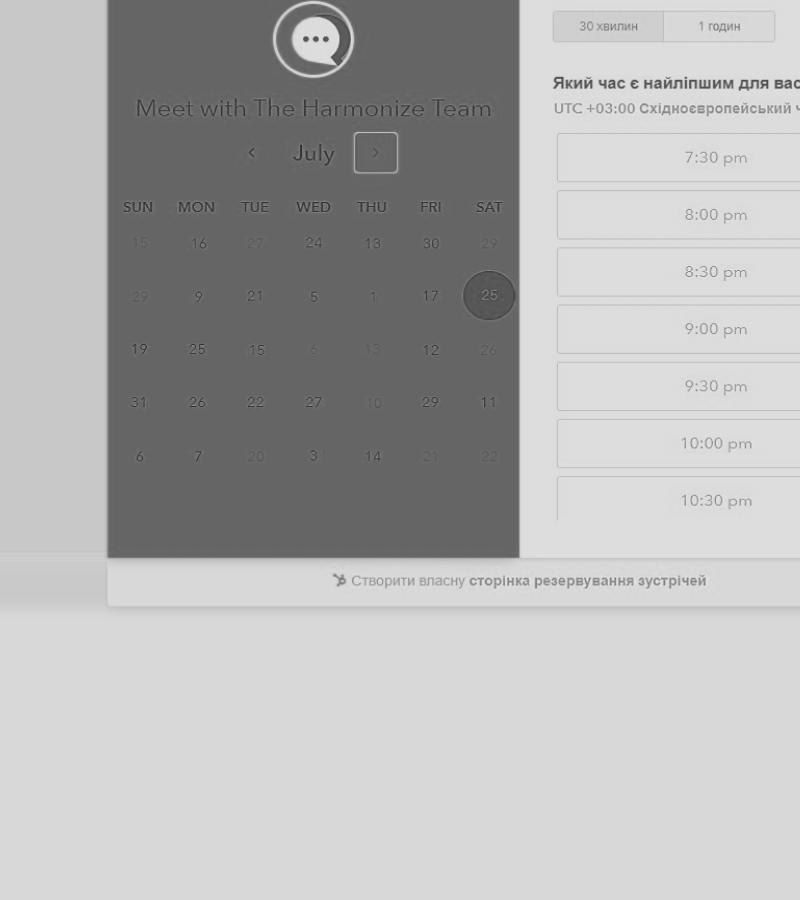 Meet with The Harmonize Team
July
SUN MON TUE WED THU FRI SAT
15 16 27 24 13 30 29
29 9 21 5 1 17 25
19 25 15 6 13 12 26
31 26 22 27 10 29 11
6 7 20 3 14 21 22
30 хвилин 1 годин
Який час є найліпшим для вас
UTC +03:00 Східноєвропейський ч
7:30 pm
8:00 pm
8:30 pm
9:00 pm
9:30 pm
10:00 pm
10:30 pm
Створити власну сторінка резервування зустрічей